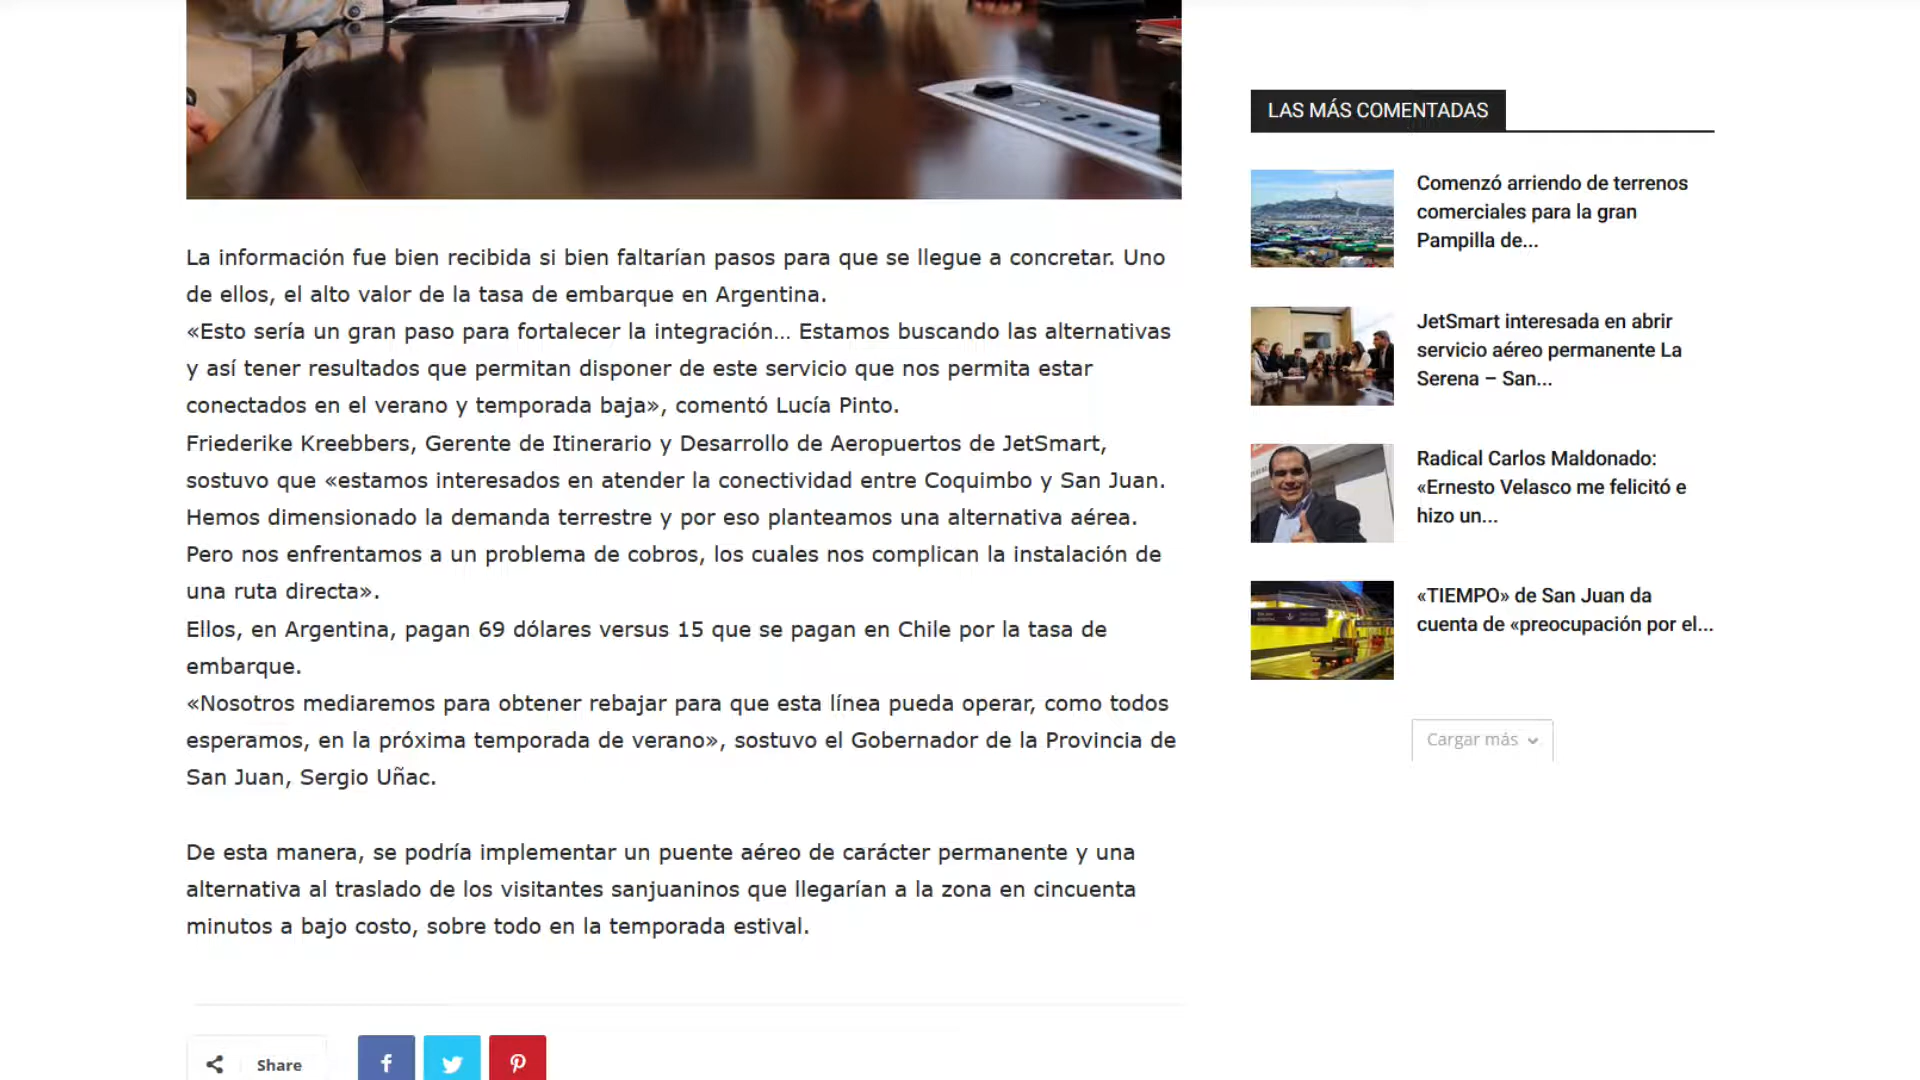 La información fue bien recibida si bien faltarían pasos para que se llegue a concretar. Uno
de ellos, el alto valor de la tasa de embarque en Argentina.
«Esto sería un gran paso para fortalecer la integración... Estamos buscando las alternativas
y así tener resultados que permitan disponer de este servicio que nos permita estar
conectados en el verano y temporada baja», comentó Lucía Pinto.
Friederike Kreebbers, Gerente de Itinerario y Desarrollo de Aeropuertos de JetSmart,
sostuvo que «estamos interesados en atender la conectividad entre Coquimbo y San Juan.
Hemos dimensionado la demanda terrestre y por eso planteamos una alternativa aérea.
Pero nos enfrentamos a un problema de cobros, los cuales nos complican la instalación de
una ruta directa».
Ellos, en Argentina, pagan 69 dólares versus 15 que se pagan en Chile por la tasa de
embarque.
«Nosotros mediaremos para obtener rebajar para que esta línea pueda operar, como todos
esperamos, en la próxima temporada de verano», sostuvo el Gobernador de la Provincia de
San Juan, Sergio Uñac.
De esta manera, se podría implementar un puente aéreo de carácter permanente y una
alternativa al traslado de los visitantes sanjuaninos que llegarían a la zona en cincuenta
minutos a bajo costo, sobre todo en la temporada estival.
Share
LAS MÁS COMENTADAS
Comenzó arriendo de terrenos
comerciales para la gran
Pampilla de...
JetSmart interesada en abrir
servicio aéreo permanente La
Serena – San...
Radical Carlos Maldonado:
«Ernesto Velasco me felicitó e
hizo un...
«TIEMPO» de San Juan da
cuenta de «preocupación por el...
Cargar más